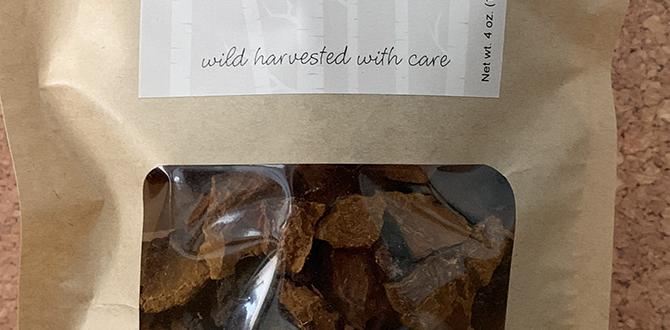 wild harvested with care
Net wt. 4 oz. (